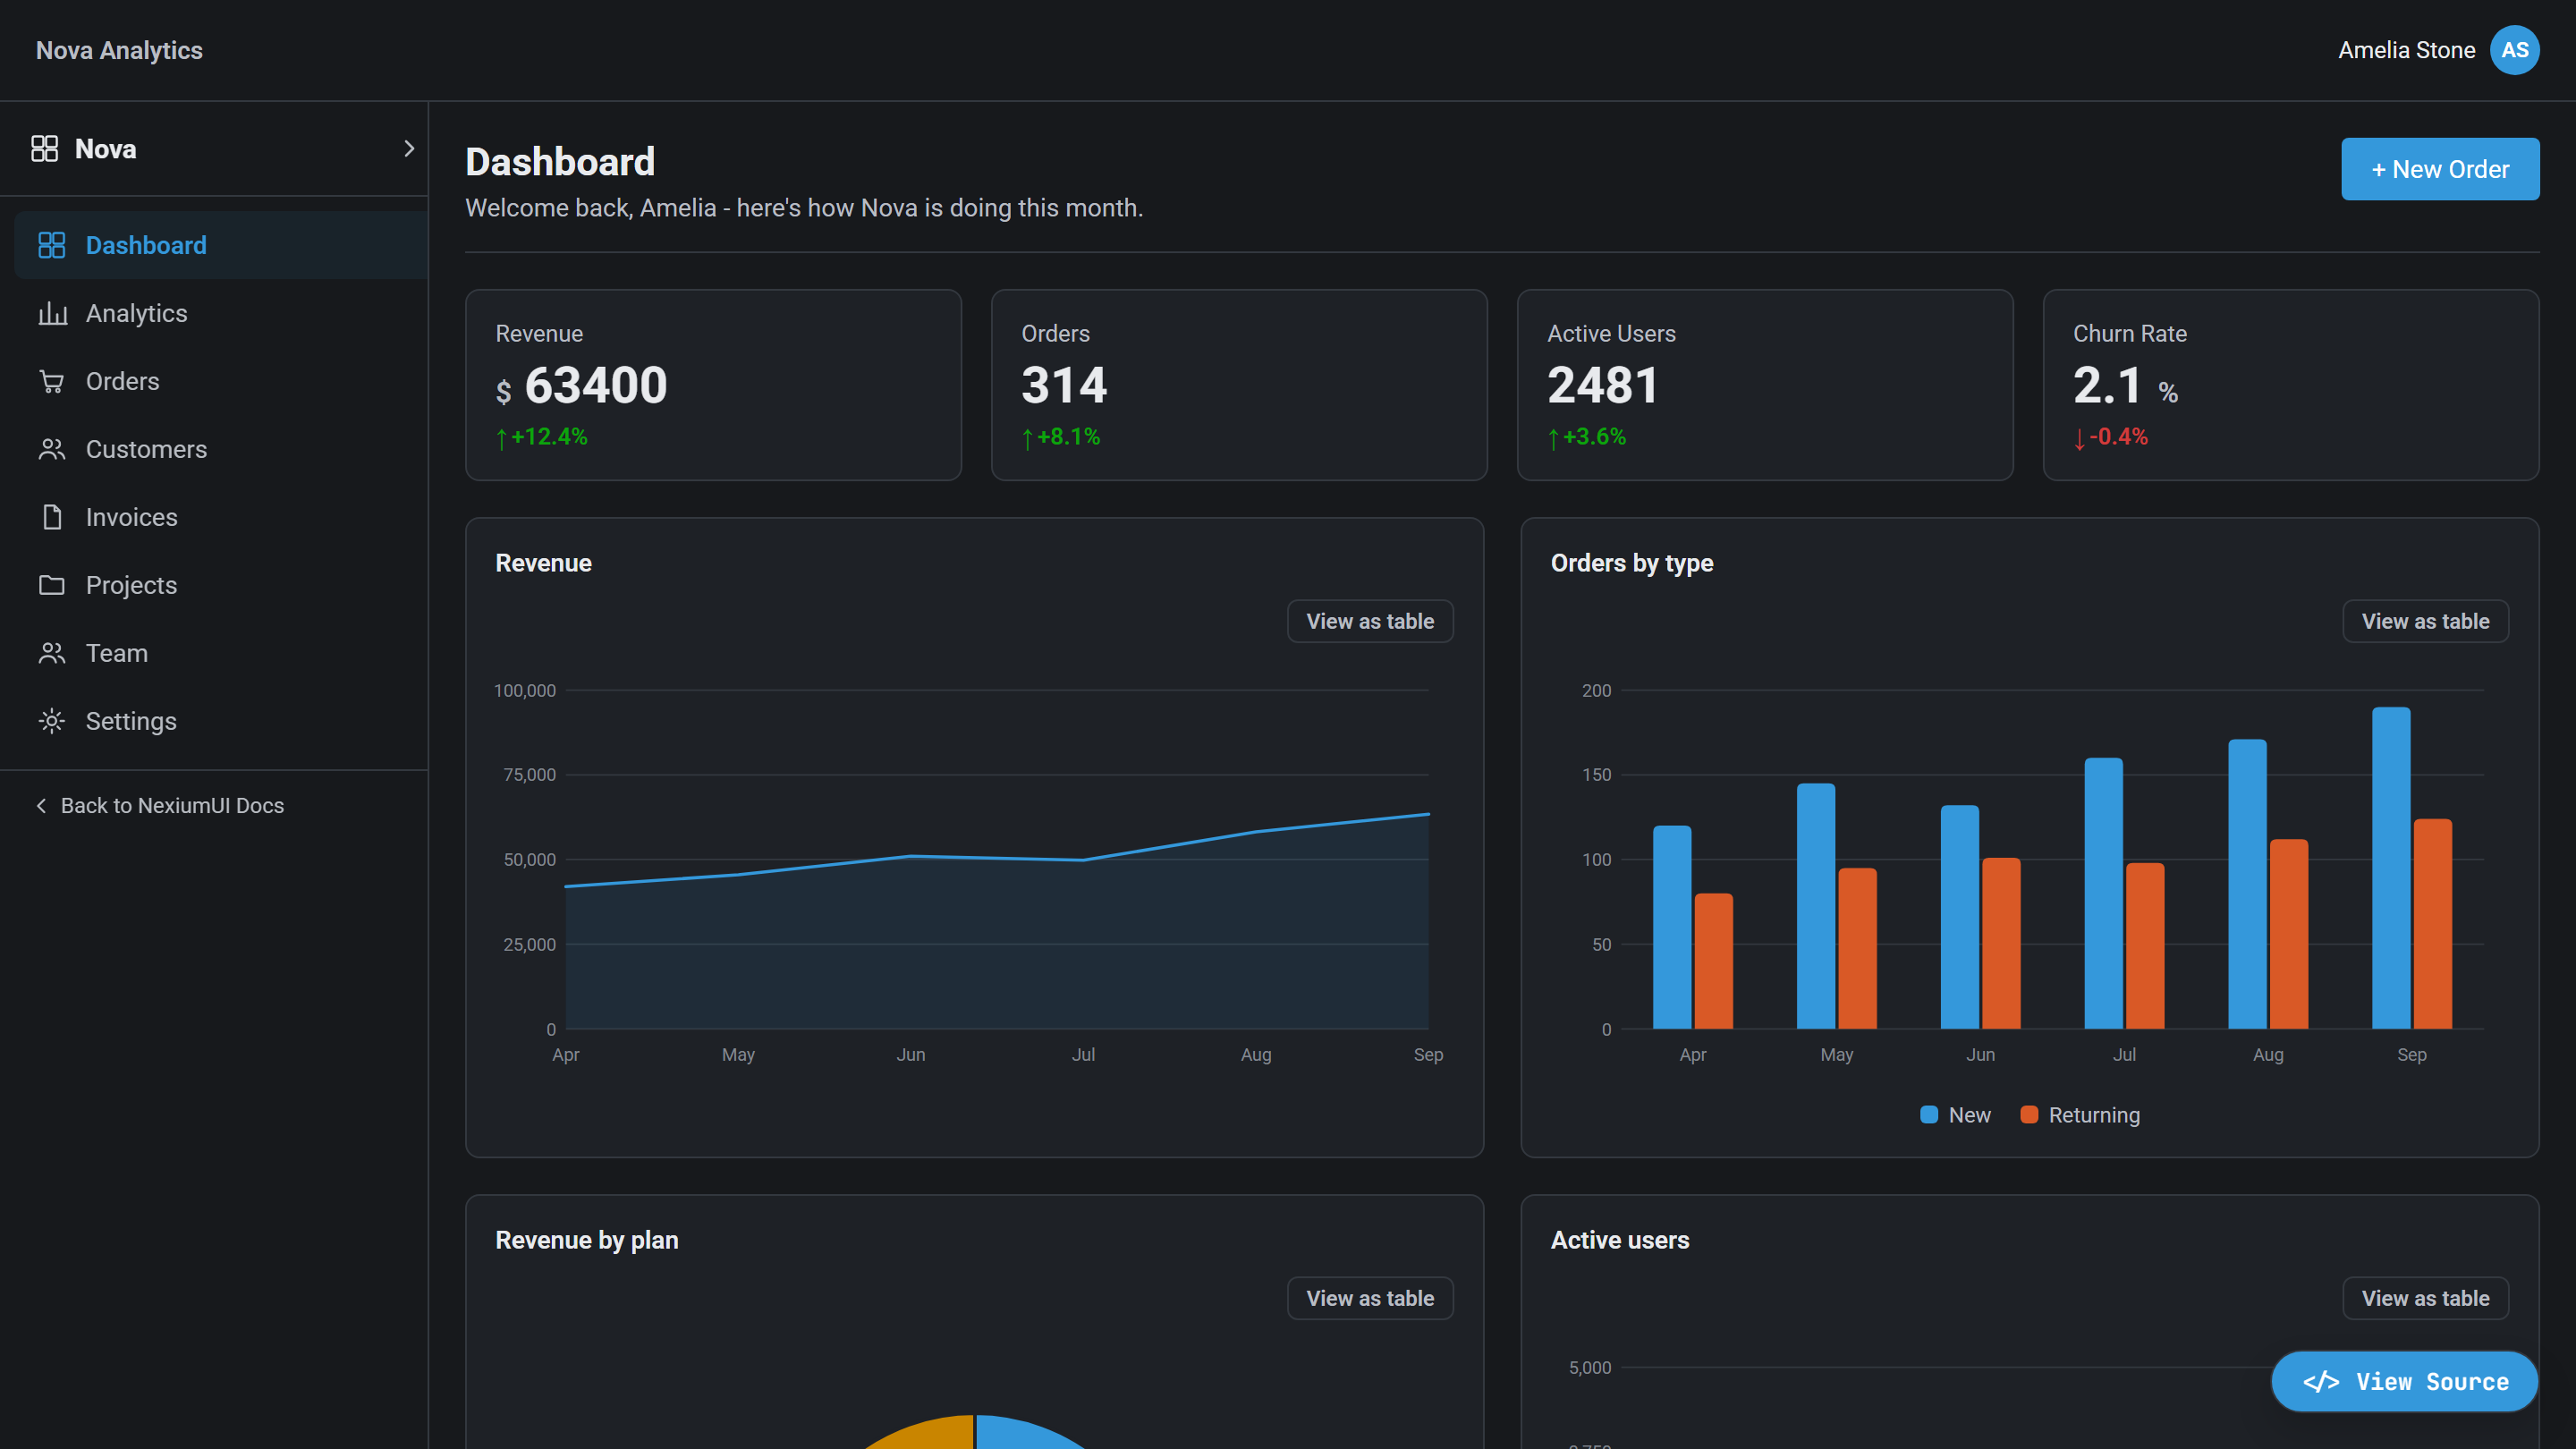 Nova Analytics
Amelia Stone AS
Nova
Dashboard
Analytics
Orders
Customers
Invoices
Projects
Team
Settings
Back to NexiumUI Docs
Dashboard
Welcome back, Amelia - here's how Nova is doing this month.
+ New Order
Revenue
$ 63400
↑+12.4%
Orders
314
↑+8.1%
Active Users
2481
↑+3.6%
Churn Rate
2.1 %
↓-0.4%
Revenue
View as table
100,000
75,000
50,000
25,000
0
Apr May Jun Jul Aug Sep
Orders by type
View as table
200
150
100
50
0
Apr May Jun Jul Aug Sep
New Returning
Revenue by plan
View as table
Active users
View as table
5,000
</> View Source